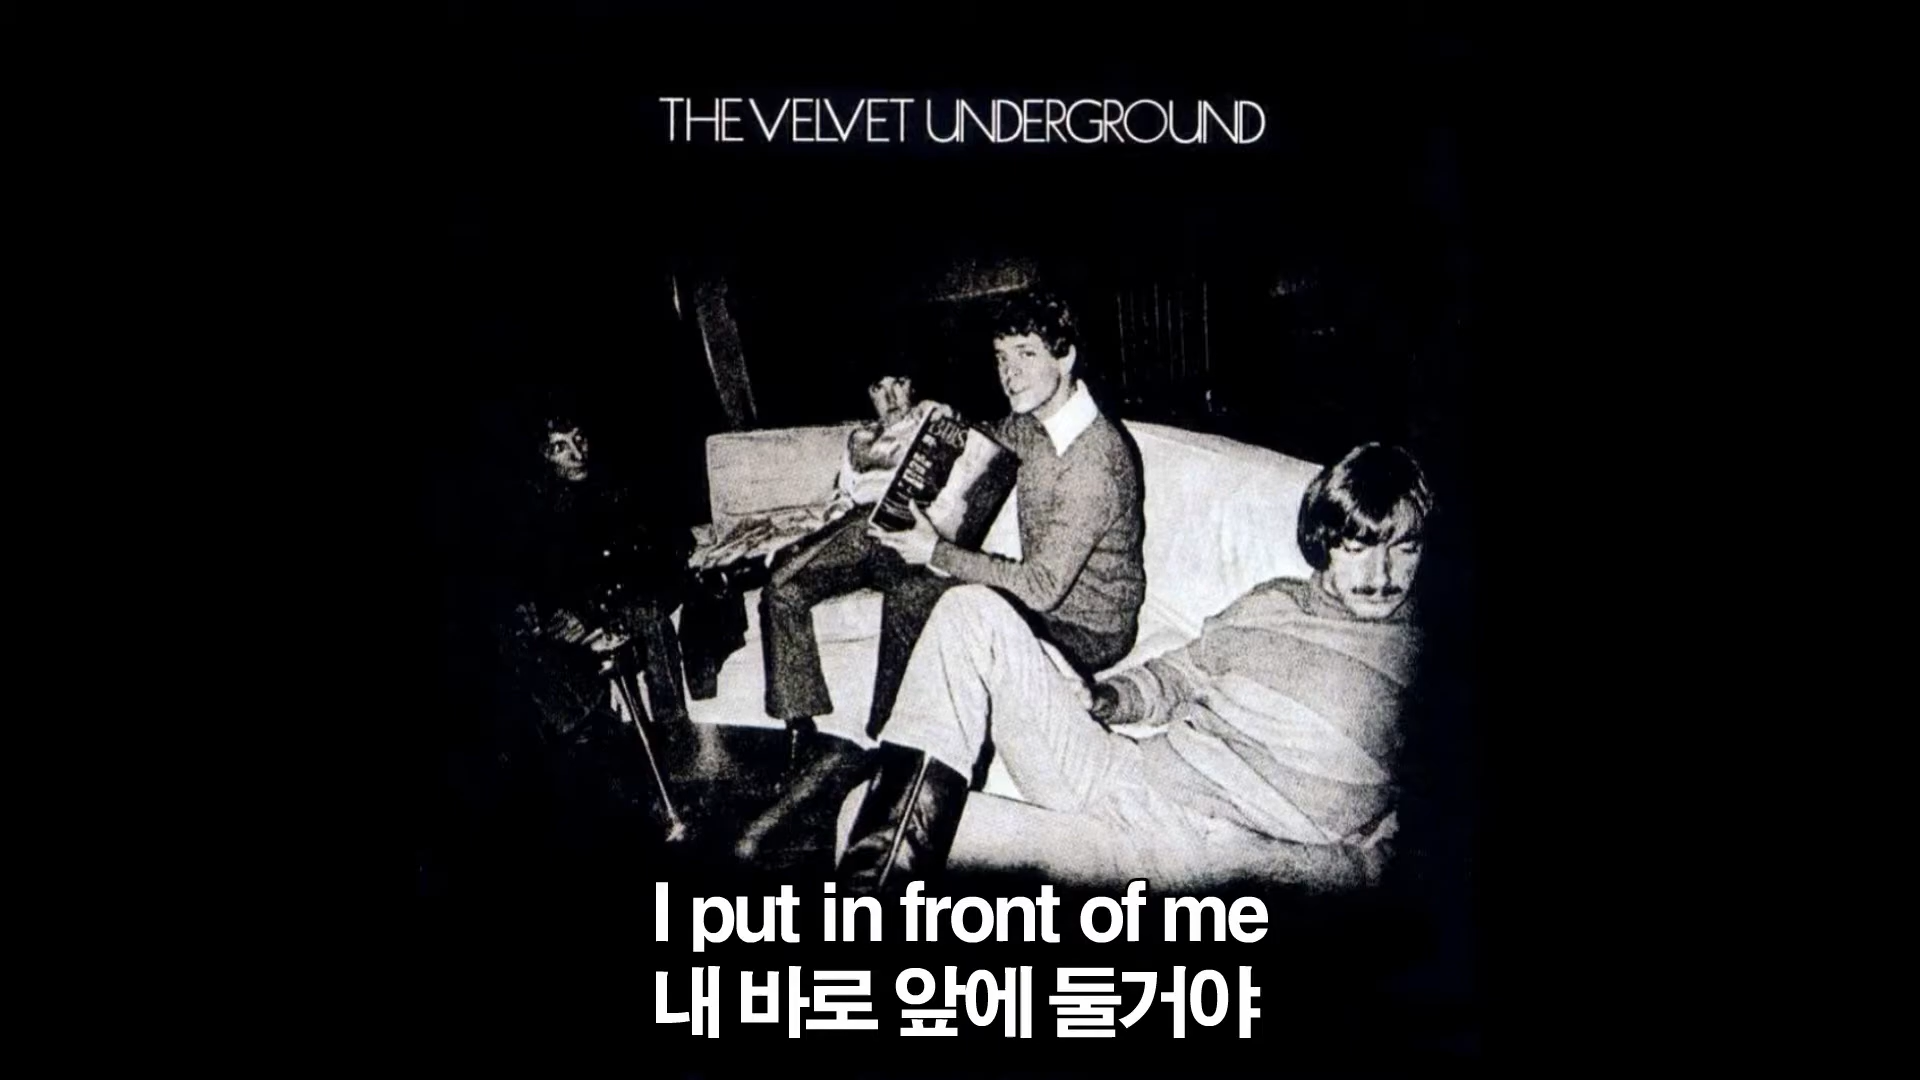 THE VELVET UNDERGROUND
I put in front of me
내 바로 앞에 둘거야